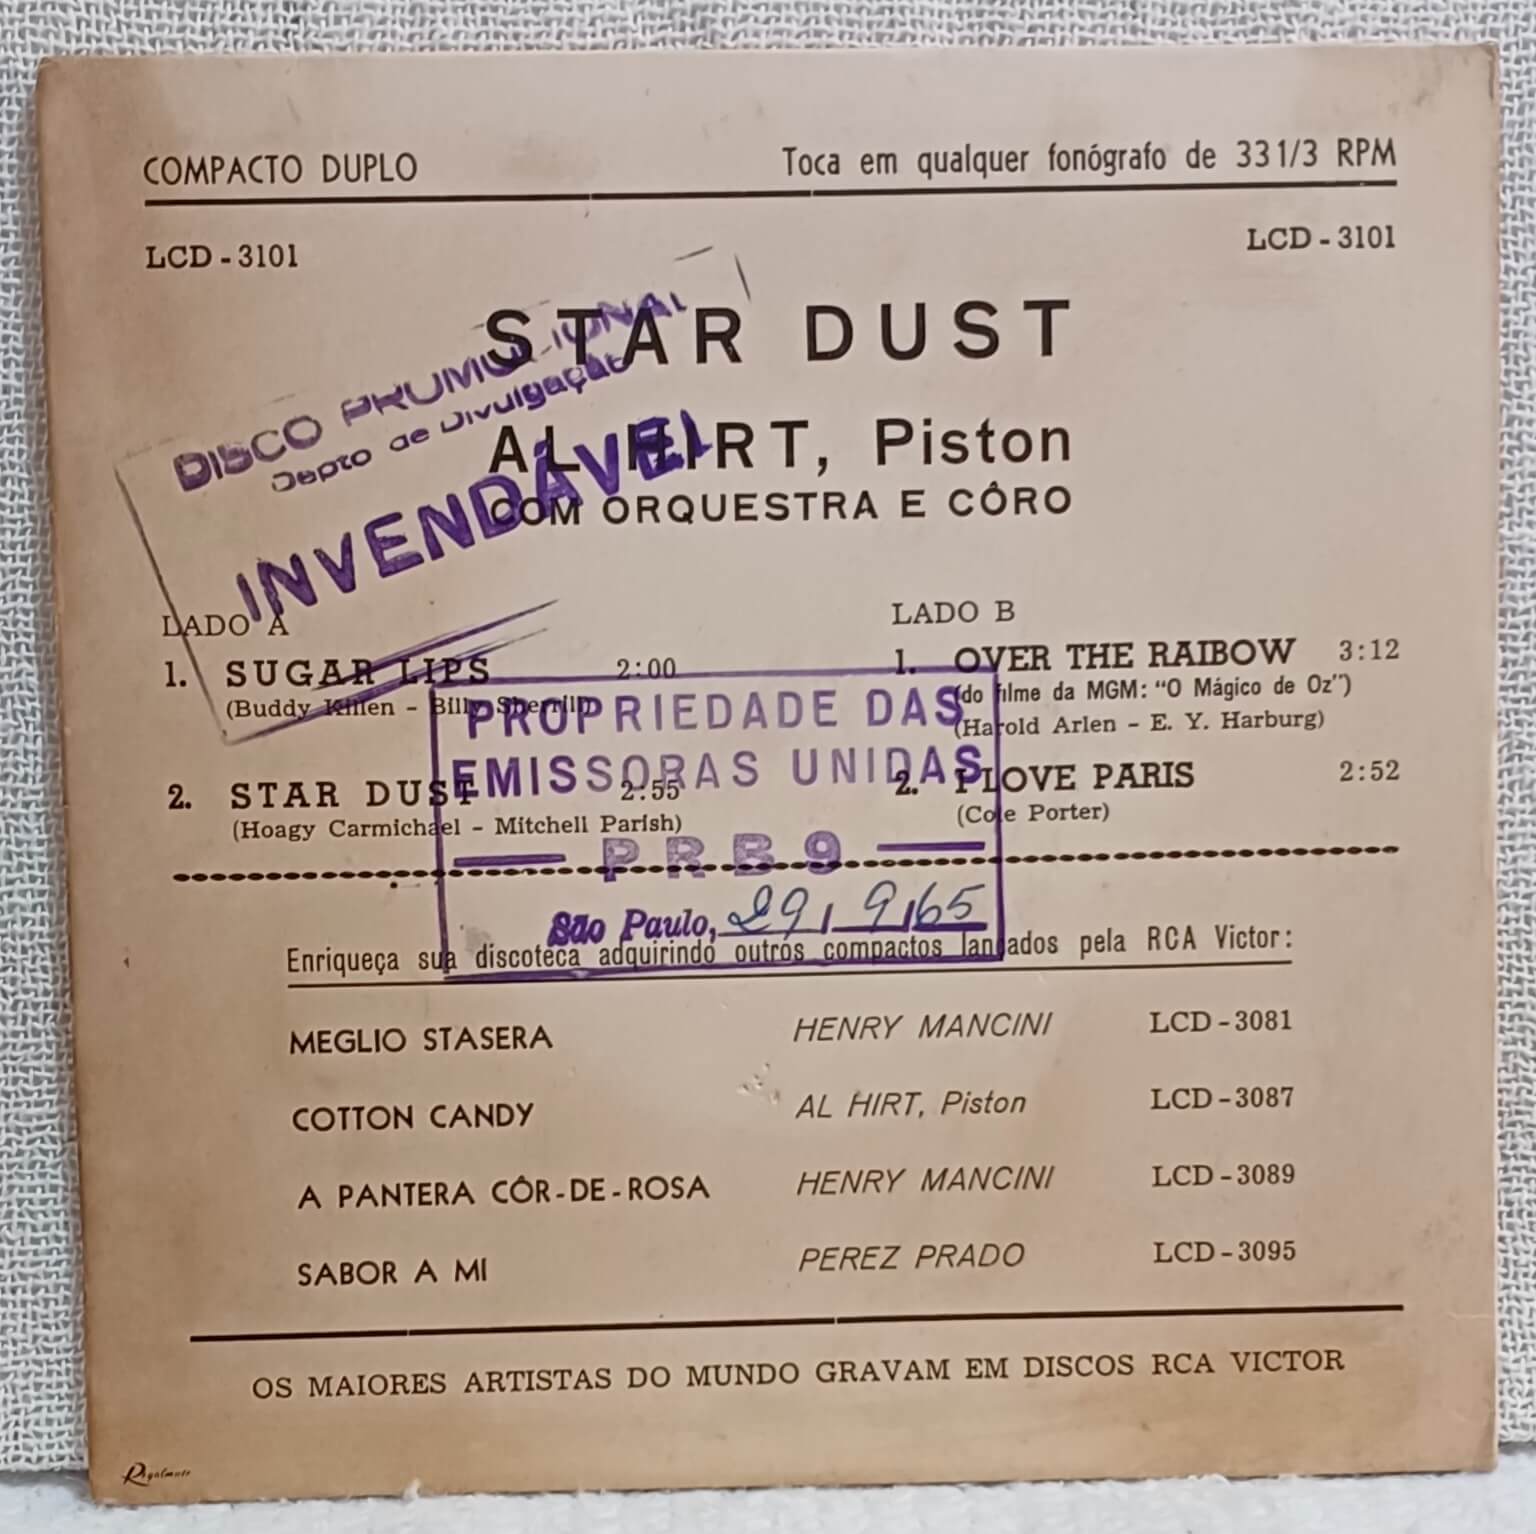 COMPACTO DUPLO
Toca em qualquer fonógrafo de 33 1/3 RPM
LCD - 3101
LCD - 3101
STAR DUST
AL HIRT, Piston
COM ORQUESTRA E CÔRO
DISCO PROMOCIONAL
Depto de Divulgação
INVENDÁVEL
LADO A
1. SUGAR LIPS 2:00
(Buddy Killen - Billy Sherrill)
2. STAR DUST 2:55
(Hoagy Carmichael - Mitchell Parish)
LADO B
1. OVER THE RAIBOW 3:12
(do filme da MGM: “O Mágico de Oz”)
(Harold Arlen - E. Y. Harburg)
2. I LOVE PARIS 2:52
(Cole Porter)
PROPRIEDADE DAS
EMISSORAS UNIDAS
PRB9
São Paulo, 29/9/65
Enriqueça sua discoteca adquirindo outros compactos lançados pela RCA Victor:
MEGLIO STASERA HENRY MANCINI LCD - 3081
COTTON CANDY AL HIRT, Piston LCD - 3087
A PANTERA CÔR-DE-ROSA HENRY MANCINI LCD - 3089
SABOR A MI PEREZ PRADO LCD - 3095
OS MAIORES ARTISTAS DO MUNDO GRAVAM EM DISCOS RCA VICTOR